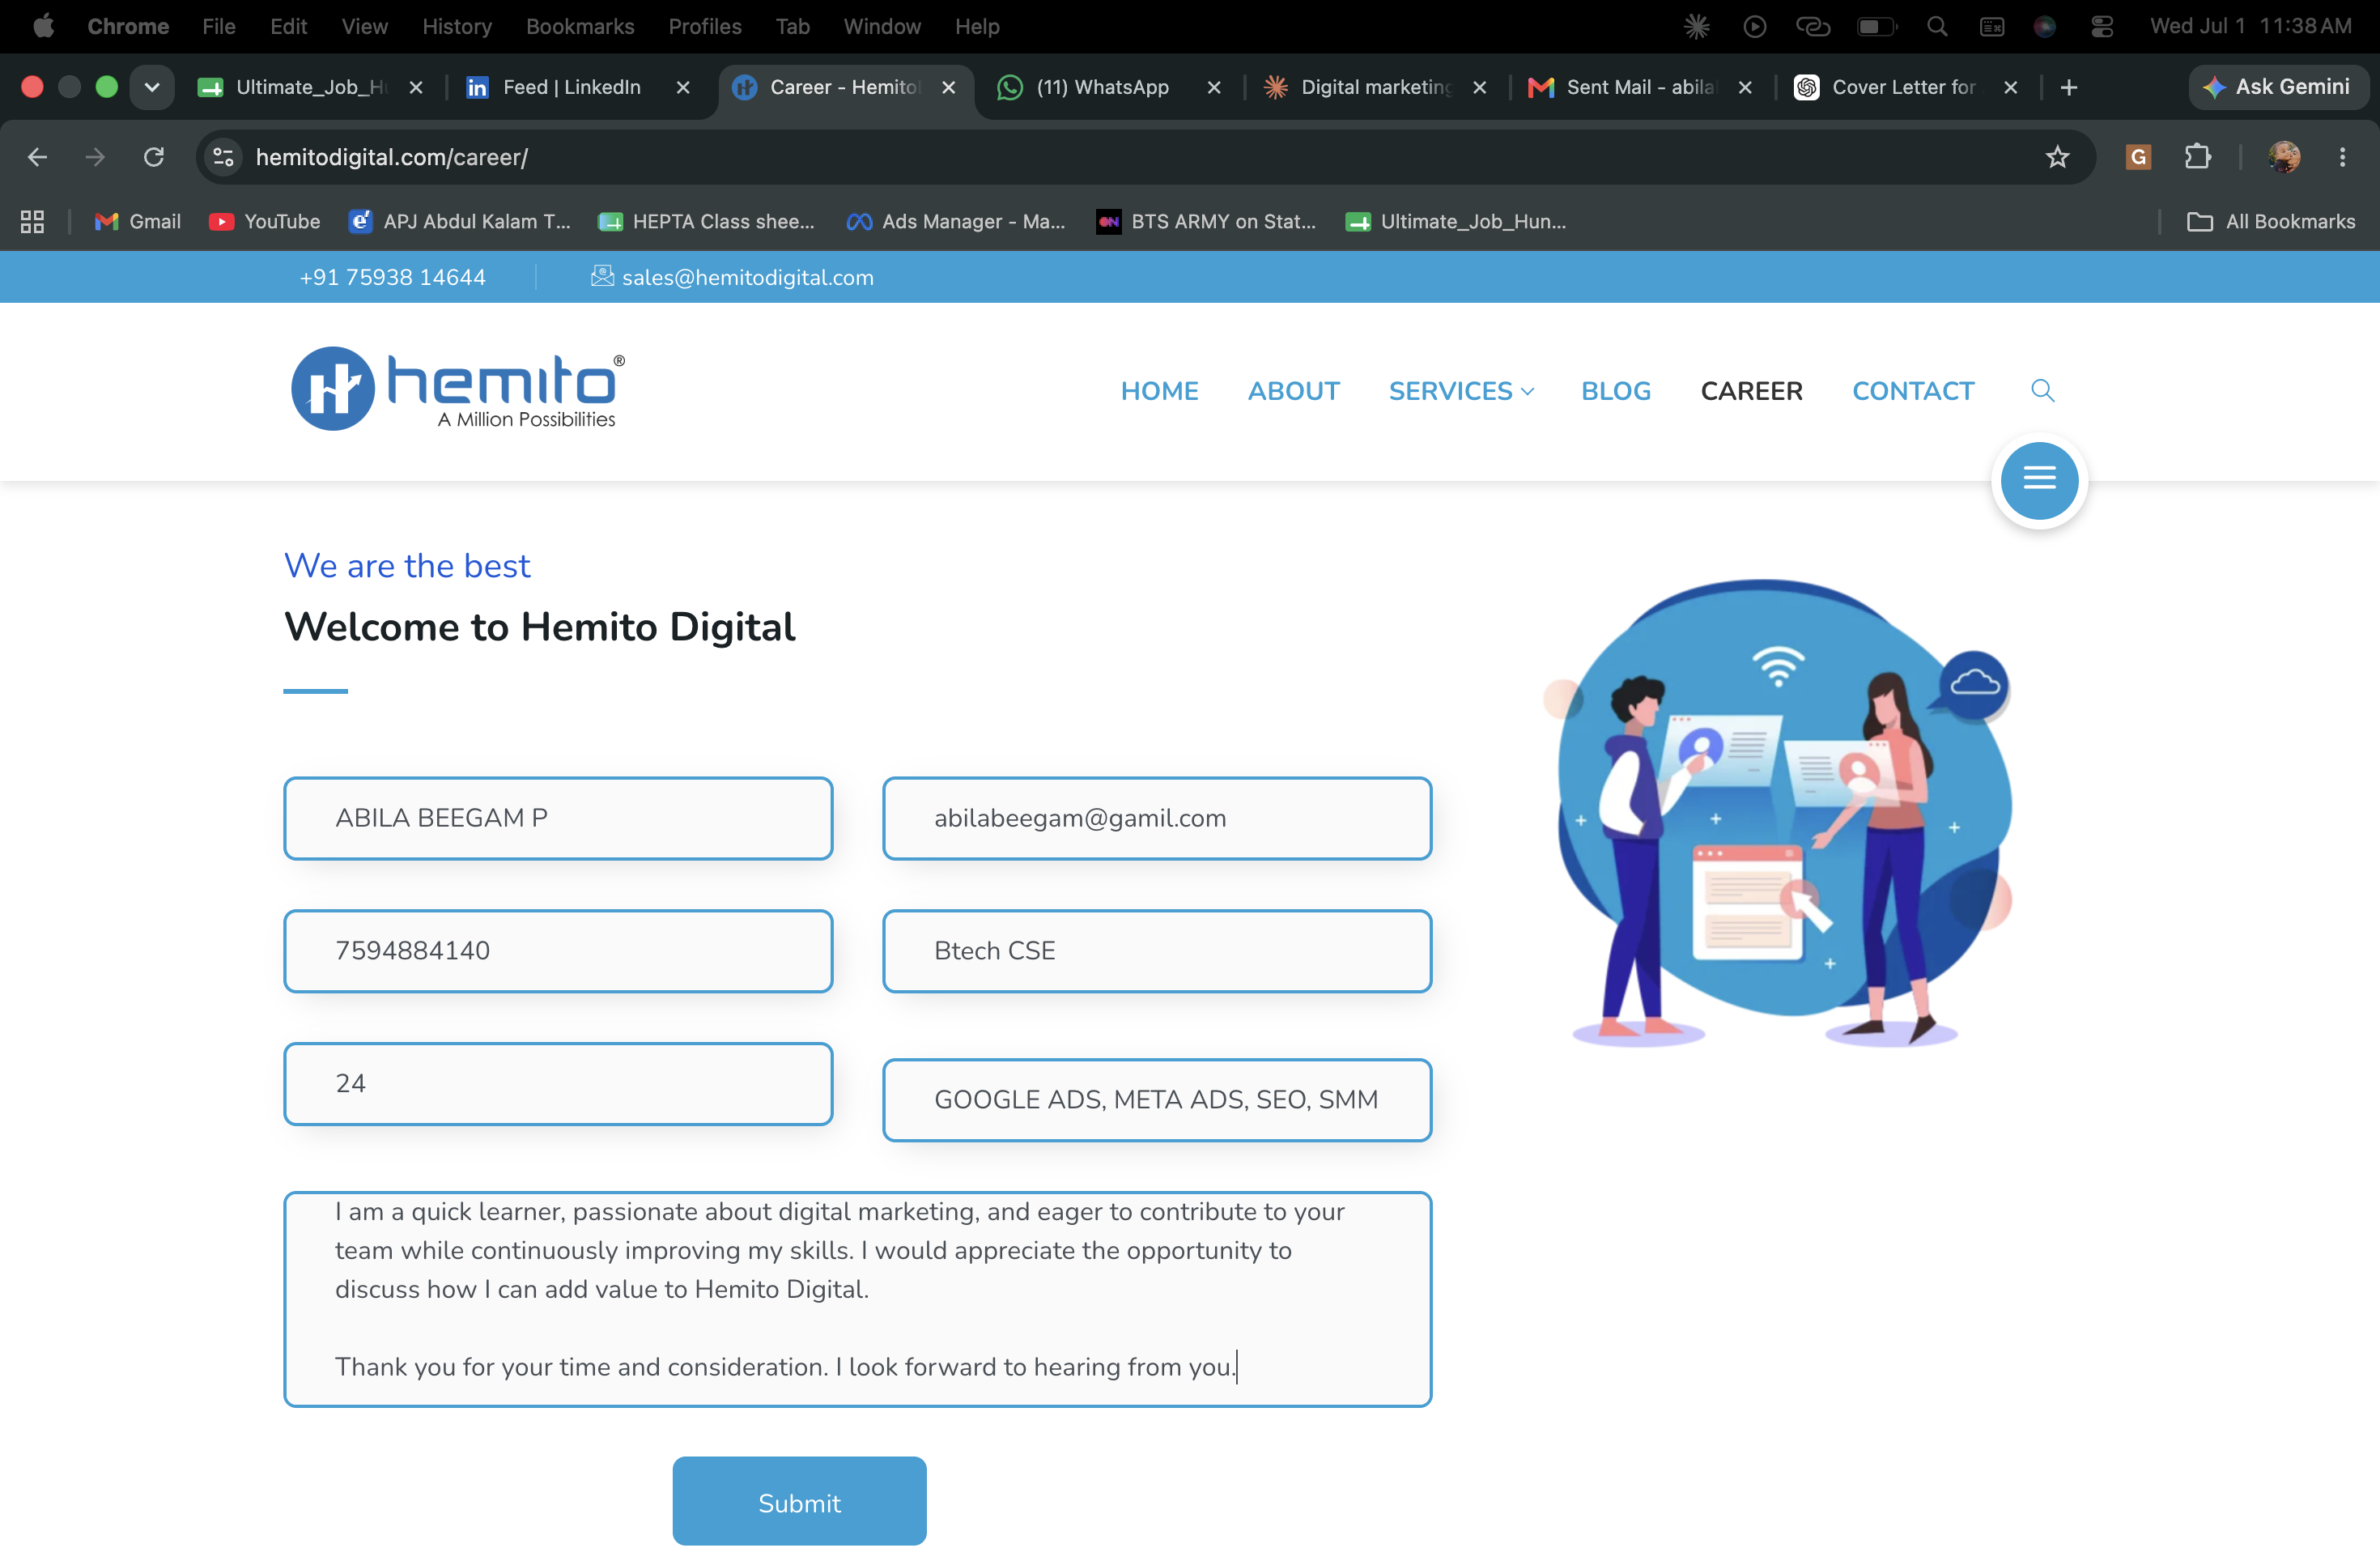 Chrome File Edit View History Bookmarks Profiles Tab Window Help Wed Jul 1 11:38 AM
Ultimate_Job_Hu Feed | LinkedIn Career - Hemito (11) WhatsApp Digital marketing Sent Mail - abila Cover Letter for Ask Gemini
hemitodigital.com/career/ G
Gmail YouTube APJ Abdul Kalam T... HEPTA Class shee... Ads Manager - Ma... BTS ARMY on Stat... Ultimate_Job_Hun... All Bookmarks
+91 75938 14644 sales@hemitodigital.com
hemito®
A Million Possibilities
HOME ABOUT SERVICES BLOG CAREER CONTACT
We are the best
Welcome to Hemito Digital
ABILA BEEGAM P abilabeegam@gamil.com
7594884140 Btech CSE
24 GOOGLE ADS, META ADS, SEO, SMM
I am a quick learner, passionate about digital marketing, and eager to contribute to your
team while continuously improving my skills. I would appreciate the opportunity to
discuss how I can add value to Hemito Digital.
Thank you for your time and consideration. I look forward to hearing from you.
Submit